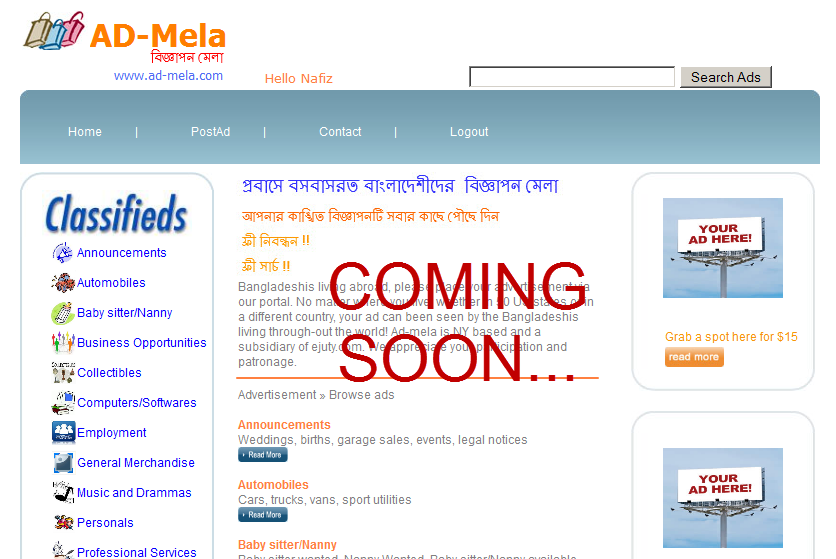 AD-Mela
বিজ্ঞাপন মেলা
www.ad-mela.com
Hello Nafiz
Search Ads
Home | PostAd | Contact | Logout
Classifieds
Announcements
Automobiles
Baby sitter/Nanny
Business Opportunities
Collectibles
Computers/Softwares
Employment
General Merchandise
Music and Drammas
Personals
Professional Services
প্রবাসে বসবাসরত বাংলাদেশীদের বিজ্ঞাপন মেলা
আপনার কাঙ্খিত বিজ্ঞাপনটি সবার কাছে পৌছে দিন
ফ্রী নিবন্ধন !!
ফ্রী সার্চ !!
COMING
SOON...
Bangladeshis living abroad, please place your advertisement via
our portal. No matter where you live, whether in 50 US states or in
a different country, your ad can been seen by the Bangladeshis
living through-out the world! Ad-mela is NY based and a
subsidiary of ejuty.com. We appreciate your participation and
patronage.
Advertisement » Browse ads
Announcements
Weddings, births, garage sales, events, legal notices
Read More
Automobiles
Cars, trucks, vans, sport utilities
Read More
Baby sitter/Nanny
Baby sitter wanted, Nanny Wanted, Baby sitter/Nanny available
YOUR
AD HERE!
Grab a spot here for $15
read more
YOUR
AD HERE!